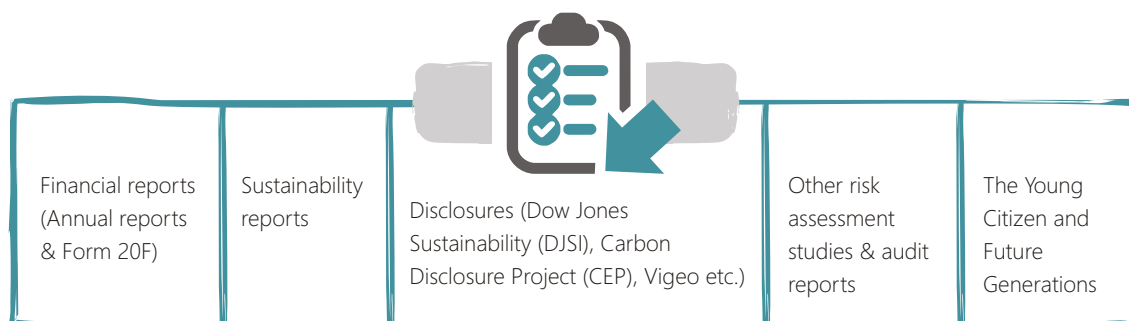 Financial reports
(Annual reports
& Form 20F)
Sustainability
reports
Disclosures (Dow Jones
Sustainability (DJSI), Carbon
Disclosure Project (CEP), Vigeo etc.)
Other risk
assessment
studies & audit
reports
The Young
Citizen and
Future
Generations